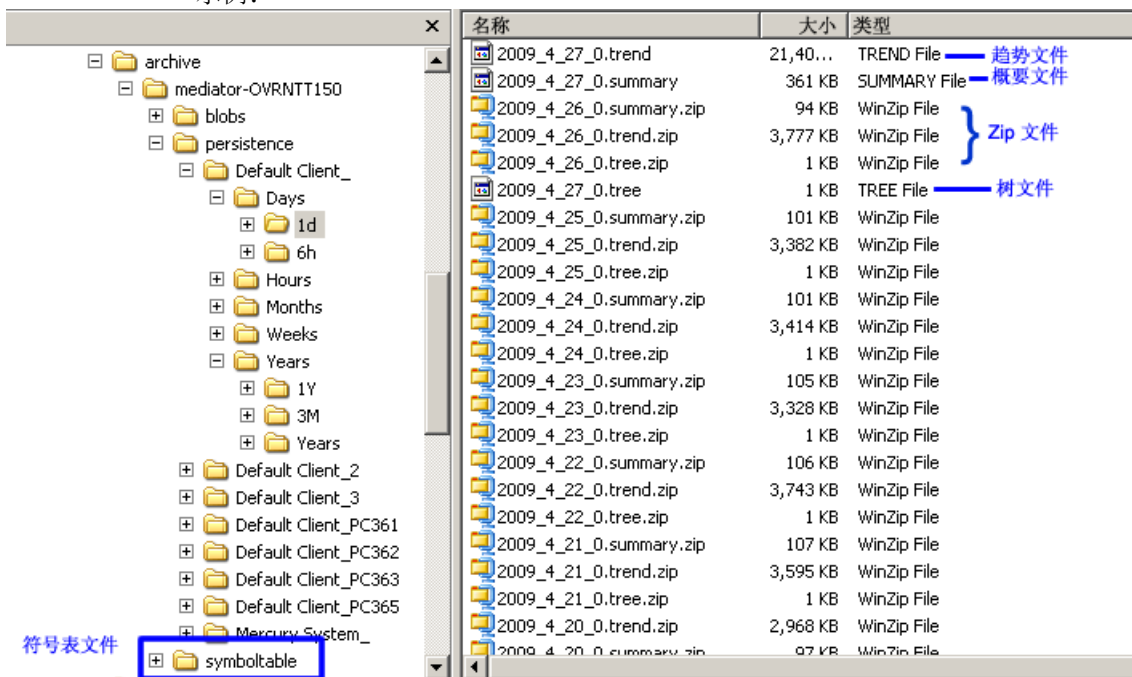 示例:
archive
mediator-OVRNTT150
blobs
persistence
Default Client_
Days
1d
6h
Hours
Months
Weeks
Years
1Y
3M
Years
Default Client_2
Default Client_3
Default Client_PC361
Default Client_PC362
Default Client_PC363
Default Client_PC365
Mercury System_
符号表文件
symboltable
名称 大小 类型
2009_4_27_0.trend 21,40... TREND File 趋势文件
2009_4_27_0.summary 361 KB SUMMARY File 概要文件
2009_4_26_0.summary.zip 94 KB WinZip File
2009_4_26_0.trend.zip 3,777 KB WinZip File Zip 文件
2009_4_26_0.tree.zip 1 KB WinZip File
2009_4_27_0.tree 1 KB TREE File 树文件
2009_4_25_0.summary.zip 101 KB WinZip File
2009_4_25_0.trend.zip 3,382 KB WinZip File
2009_4_25_0.tree.zip 1 KB WinZip File
2009_4_24_0.summary.zip 101 KB WinZip File
2009_4_24_0.trend.zip 3,414 KB WinZip File
2009_4_24_0.tree.zip 1 KB WinZip File
2009_4_23_0.summary.zip 105 KB WinZip File
2009_4_23_0.trend.zip 3,328 KB WinZip File
2009_4_23_0.tree.zip 1 KB WinZip File
2009_4_22_0.summary.zip 106 KB WinZip File
2009_4_22_0.trend.zip 3,743 KB WinZip File
2009_4_22_0.tree.zip 1 KB WinZip File
2009_4_21_0.summary.zip 107 KB WinZip File
2009_4_21_0.trend.zip 3,595 KB WinZip File
2009_4_21_0.tree.zip 1 KB WinZip File
2009_4_20_0.trend.zip 2,968 KB WinZip File
2009_4_20_0.summary.zip 97 KB WinZip File